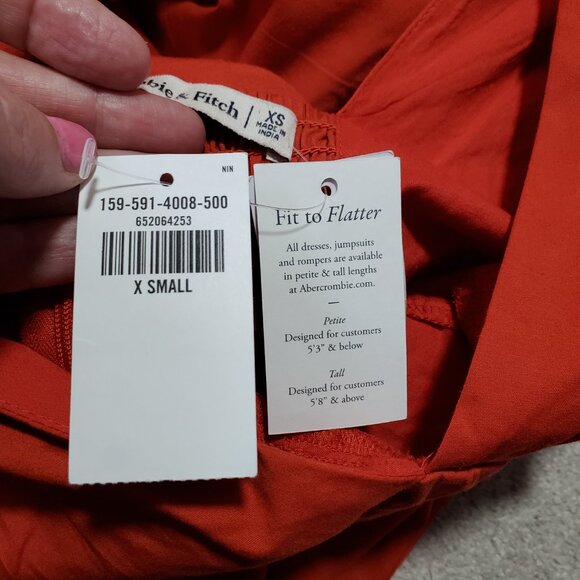 & Fitch
XS
MADE IN
INDIA
NIN
159-591-4008-500
652064253
X SMALL
Fit to Flatter
All dresses, jumpsuits
and rompers are available
in petite & tall lengths
at Abercrombie.com.
Petite
Designed for customers
5'3" & below
Tall
Designed for customers
5'8" & above